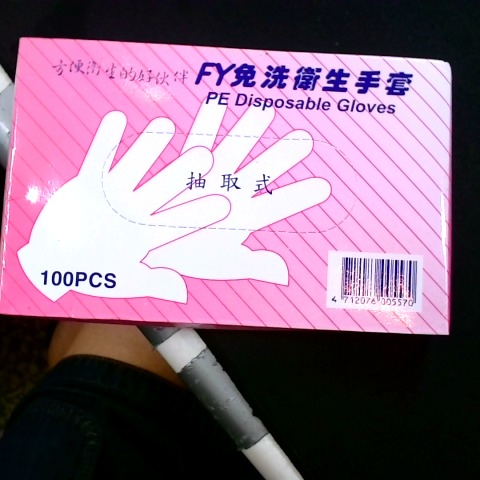 方便衛生的好伙伴
FY免洗衛生手套
PE Disposable Gloves
抽取式
100PCS
4 712076 005570